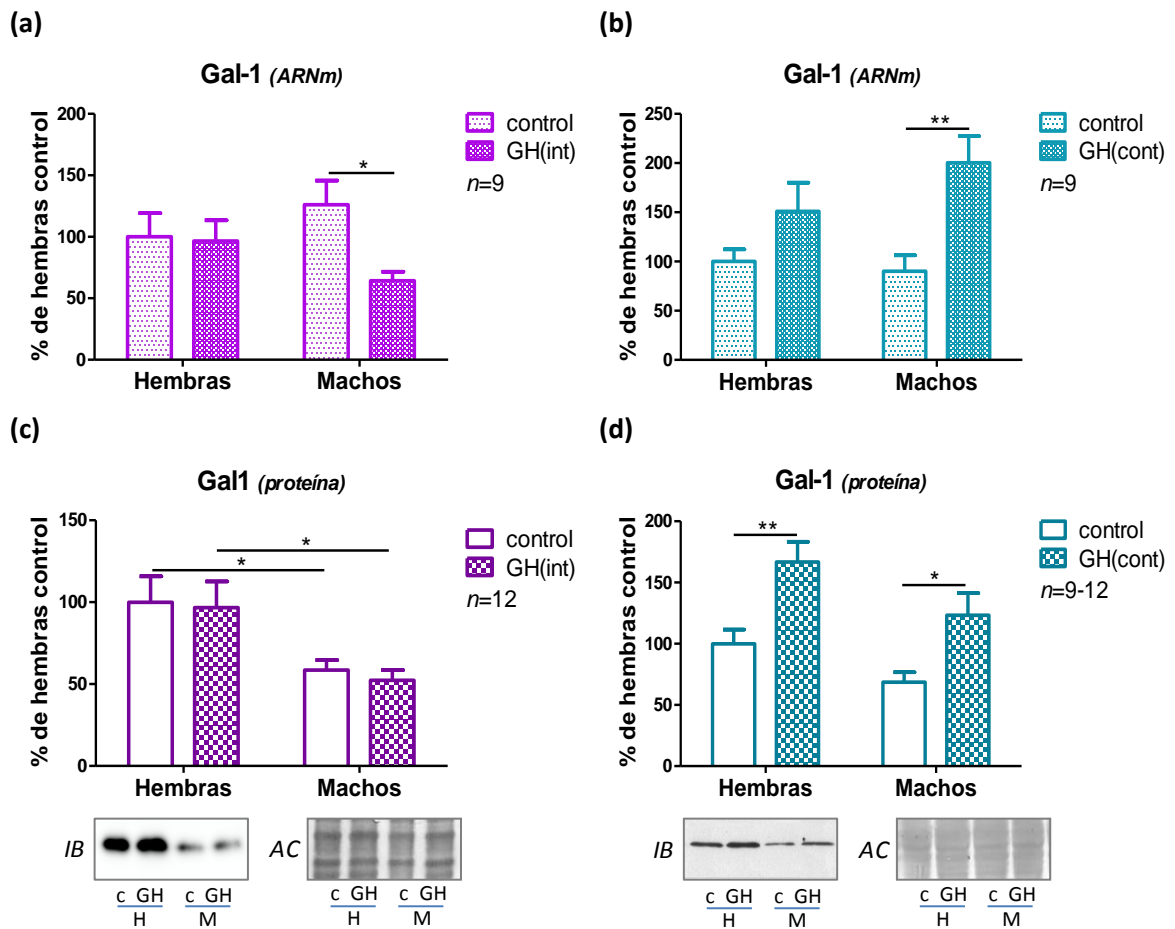 (a)
Gal-1 (ARNm)
% de hembras control
200
150
100
50
0
*
Hembras
Machos
control
GH(int)
n=9
(b)
Gal-1 (ARNm)
% de hembras control
250
200
150
100
50
0
**
Hembras
Machos
control
GH(cont)
n=9
(c)
Gal1 (proteína)
% de hembras control
150
100
50
0
*
*
Hembras
Machos
control
GH(int)
n=12
IB
c GH c GH
H M
AC
c GH c GH
H M
(d)
Gal-1 (proteína)
% de hembras control
200
150
100
50
0
**
*
Hembras
Machos
control
GH(cont)
n=9-12
IB
c GH c GH
H M
AC
c GH c GH
H M